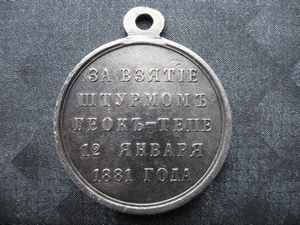 ЗА ВЗЯТІЕ
ШТУРМОМЪ
ГЕОКЪ-ТЕПЕ
12 ЯНВАРЯ
1881 ГОДА